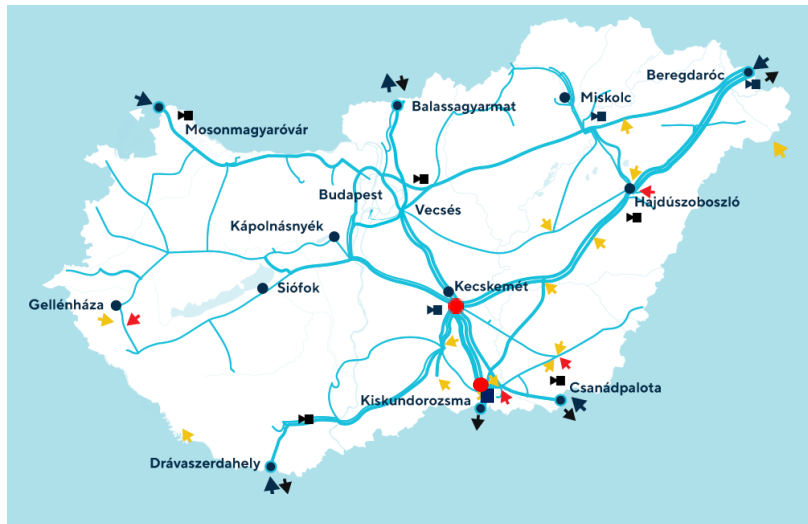 Beregdaróc
Miskolc
Balassagyarmat
Mosonmagyaróvár
Budapest
Hajdúszoboszló
Vecsés
Kápolnásnyék
Kecskemét
Siófok
Gellénháza
Csanádpalota
Kiskundorozsma
Drávaszerdahely